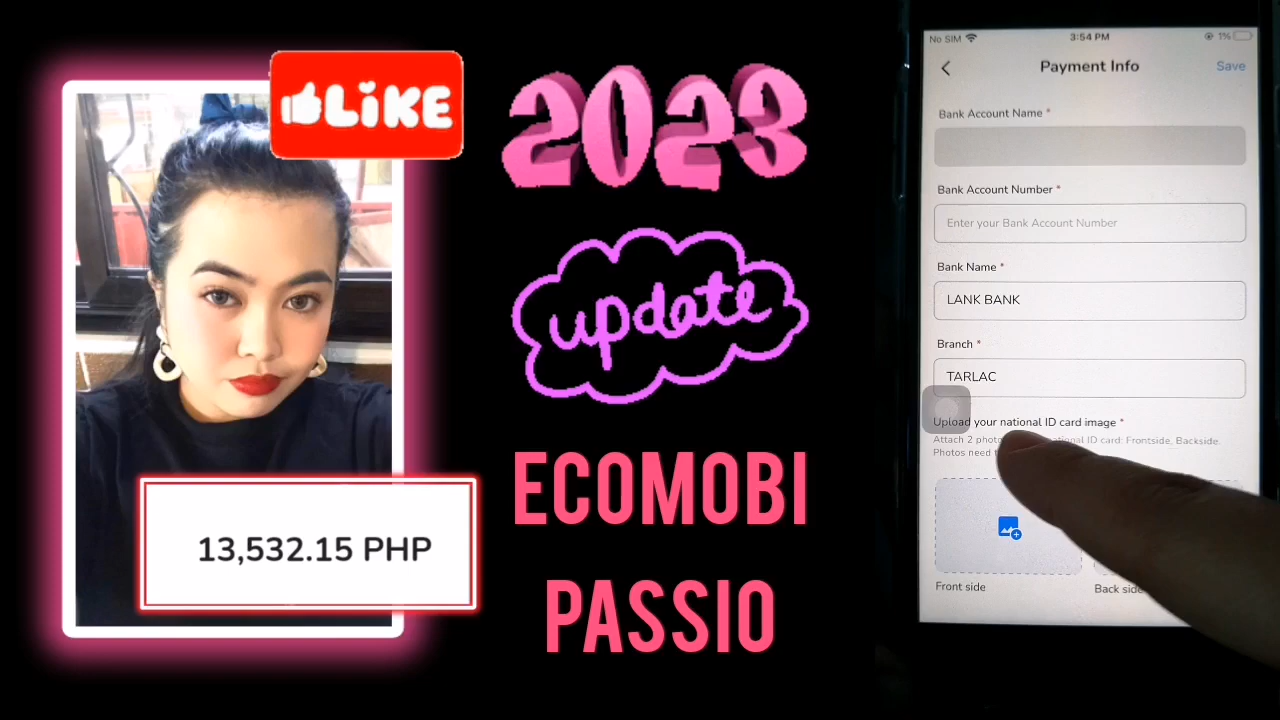 LIKE
13,532.15 PHP
2023
update
ECOMOBI
PASSIO
No SIM 3:54 PM 1%
Payment Info Save
Bank Account Name *
Bank Account Number *
Enter your Bank Account Number
Bank Name *
LANK BANK
Branch *
TARLAC
Upload your national ID card image *
Attach 2 ID card: Frontside, Backside.
Photos need
Front side
Back side